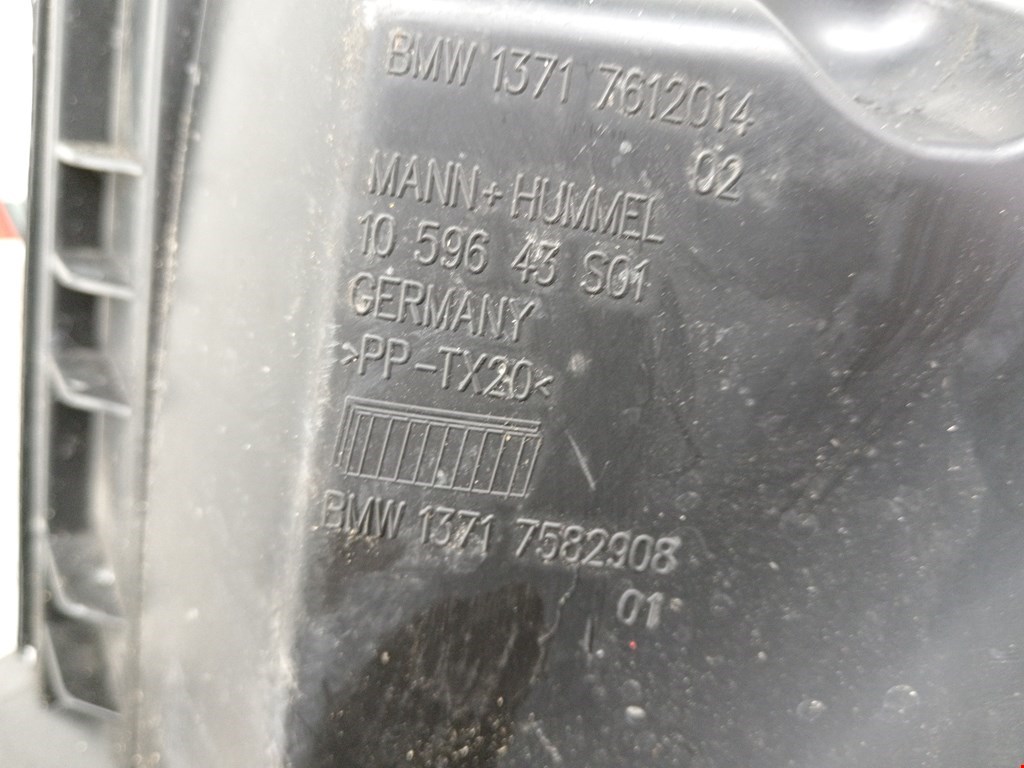 BMW 1371 7612014
02
MANN+HUMMEL
10 596 43 S01
GERMANY
>PP-TX20<
BMW 1371 7582908
01